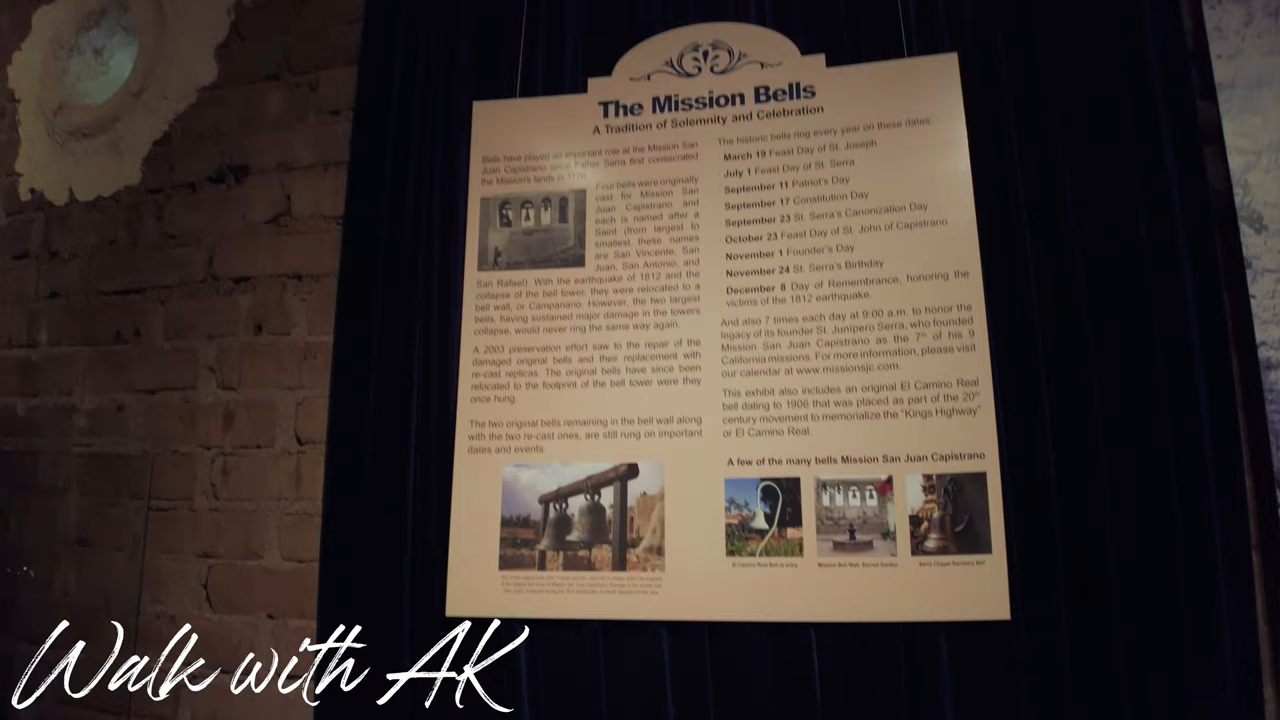 The Mission Bells
A Tradition of Solemnity and Celebration
Bells have played an important role at the Mission San
Juan Capistrano since Father Serra first consecrated
the Mission's lands in 1776.
Four bells were originally
cast for Mission San
Juan Capistrano and
each is named after a
Saint (from largest to
smallest these names
are San Vincente, San
Juan, San Antonio, and
San Rafael). With the earthquake of 1812 and the
collapse of the bell tower, they were relocated to a
bell wall, or Campanario. However, the two largest
bells, having sustained major damage in the towers
collapse, would never ring the same way again.
A 2003 preservation effort saw to the repair of the
damaged original bells and their replacement with
re-cast replicas. The original bells have since been
relocated to the footprint of the bell tower were they
once hung.
The two original bells remaining in the bell wall along
with the two re-cast ones, are still rung on important
dates and events.
The historic bells ring every year on these dates:
March 19 Feast Day of St. Joseph
July 1 Feast Day of St. Serra
September 11 Patriot's Day
September 17 Constitution Day
September 23 St. Serra's Canonization Day
October 23 Feast Day of St. John of Capistrano
November 1 Founder's Day
November 24 St. Serra's Birthday
December 8 Day of Remembrance, honoring the
victims of the 1812 earthquake.
And also 7 times each day at 9:00 a.m. to honor the
legacy of its founder St. Junipero Serra, who founded
Mission San Juan Capistrano as the 7th of his 9
California missions. For more information, please visit
our calendar at www.missionsjc.com.
This exhibit also includes an original El Camino Real
bell dating to 1906 that was placed as part of the 20th
century movement to memorialize the "Kings Highway"
or El Camino Real.
A few of the many bells Mission San Juan Capistrano
El Camino Real Bell at entry
Mission Bell Wall, Sacred Garden
Serra Chapel Sanctuary Bell
Walk with AK